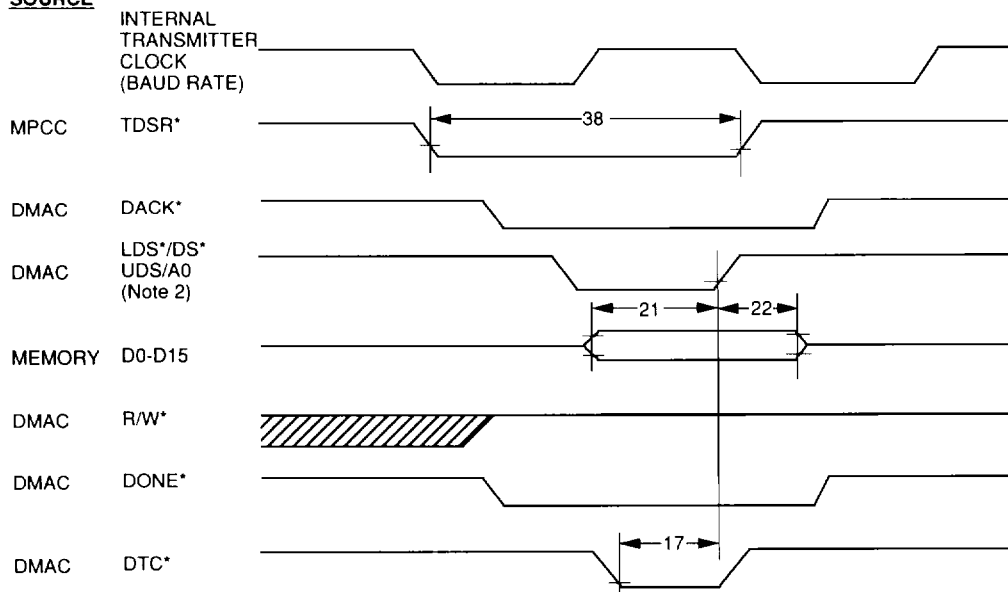 SOURCE
INTERNAL
TRANSMITTER
CLOCK
(BAUD RATE)
MPCC TDSR*
38
DMAC DACK*
DMAC LDS*/DS*
UDS/A0
(Note 2)
21 22
MEMORY D0-D15
DMAC R/W*
DMAC DONE*
17
DMAC DTC*